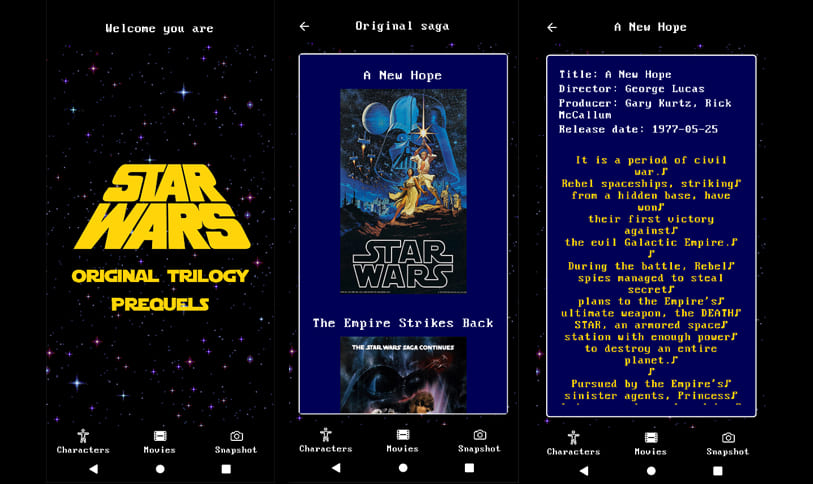 Welcome you are
STAR
WARS
ORIGINAL TRILOGY
PREQUELS
Characters
Movies
Snapshot
Original saga
A New Hope
STAR
WARS
The Empire Strikes Back
THE STAR WARS SAGA CONTINUES
Characters
Movies
Snapshot
A New Hope
Title: A New Hope
Director: George Lucas
Producer: Gary Kurtz, Rick
McCallum
Release date: 1977-05-25
It is a period of civil
war.♪
Rebel spaceships, striking♪
from a hidden base, have
won♪
their first victory
against♪
the evil Galactic Empire.♪
♪
During the battle, Rebel♪
spies managed to steal
secret♪
plans to the Empire's♪
ultimate weapon, the DEATH♪
STAR, an armored space♪
station with enough power♪
to destroy an entire
planet.♪
♪
Pursued by the Empire's♪
sinister agents, Princess♪
Characters
Movies
Snapshot